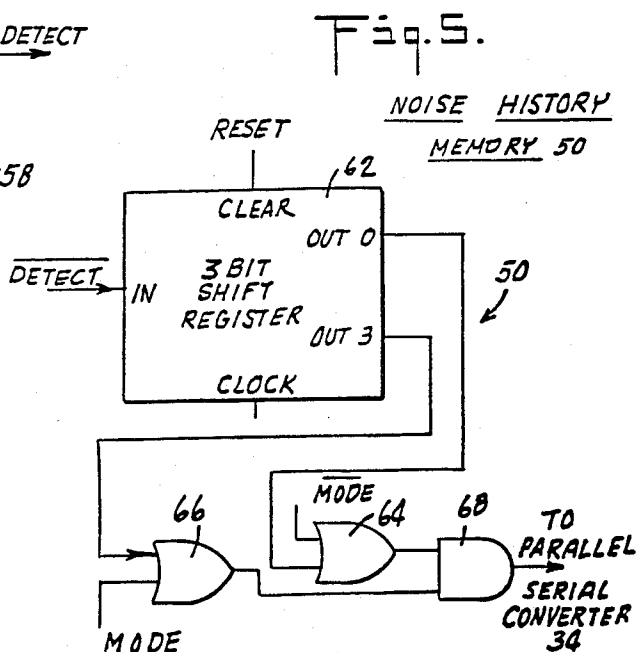 DETECT
Fig. 5.
NOISE HISTORY
MEMORY 50
RESET
58
62
CLEAR
OUT 0
DETECT
IN
3 BIT
SHIFT
REGISTER
50
OUT 3
CLOCK
66
MODE
64
68
TO
PARALLEL
SERIAL
CONVERTER
34
MODE